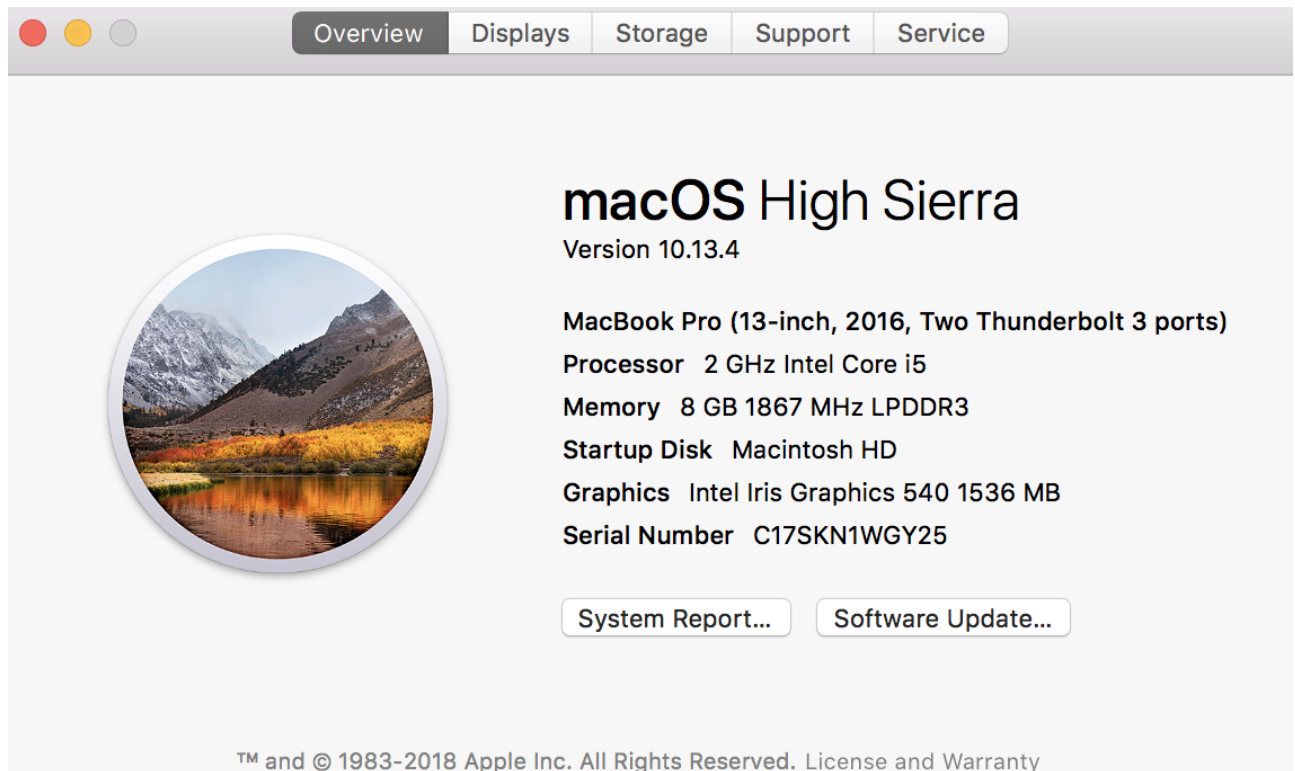 Overview Displays Storage Support Service
macOS High Sierra
Version 10.13.4
MacBook Pro (13-inch, 2016, Two Thunderbolt 3 ports)
Processor 2 GHz Intel Core i5
Memory 8 GB 1867 MHz LPDDR3
Startup Disk Macintosh HD
Graphics Intel Iris Graphics 540 1536 MB
Serial Number C17SKN1WGY25
System Report... Software Update...
™ and © 1983-2018 Apple Inc. All Rights Reserved. License and Warranty